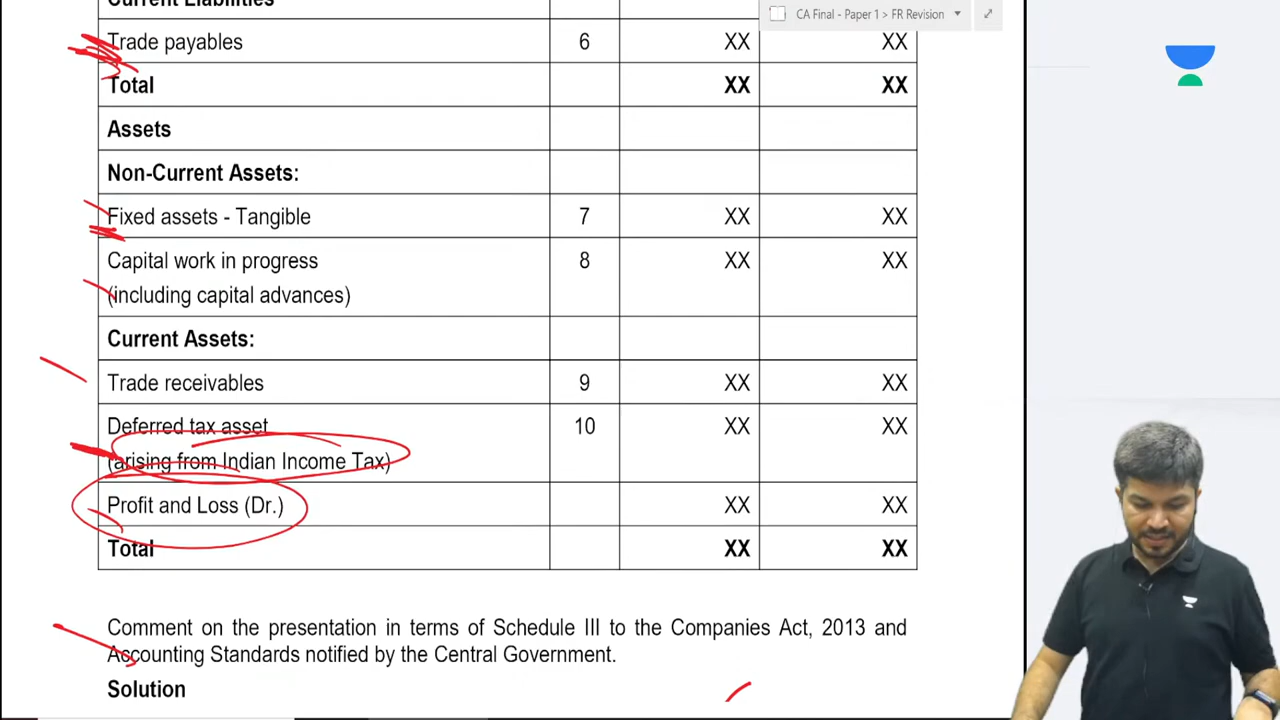 Current Liabilities
CA Final - Paper 1 > FR Revision
Trade payables 6 XX XX
Total XX XX
Assets
Non-Current Assets:
Fixed assets - Tangible 7 XX XX
Capital work in progress 8 XX XX
(including capital advances)
Current Assets:
Trade receivables 9 XX XX
Deferred tax asset 10 XX XX
(arising from Indian Income Tax)
Profit and Loss (Dr.) XX XX
Total XX XX
Comment on the presentation in terms of Schedule III to the Companies Act, 2013 and
Accounting Standards notified by the Central Government.
Solution